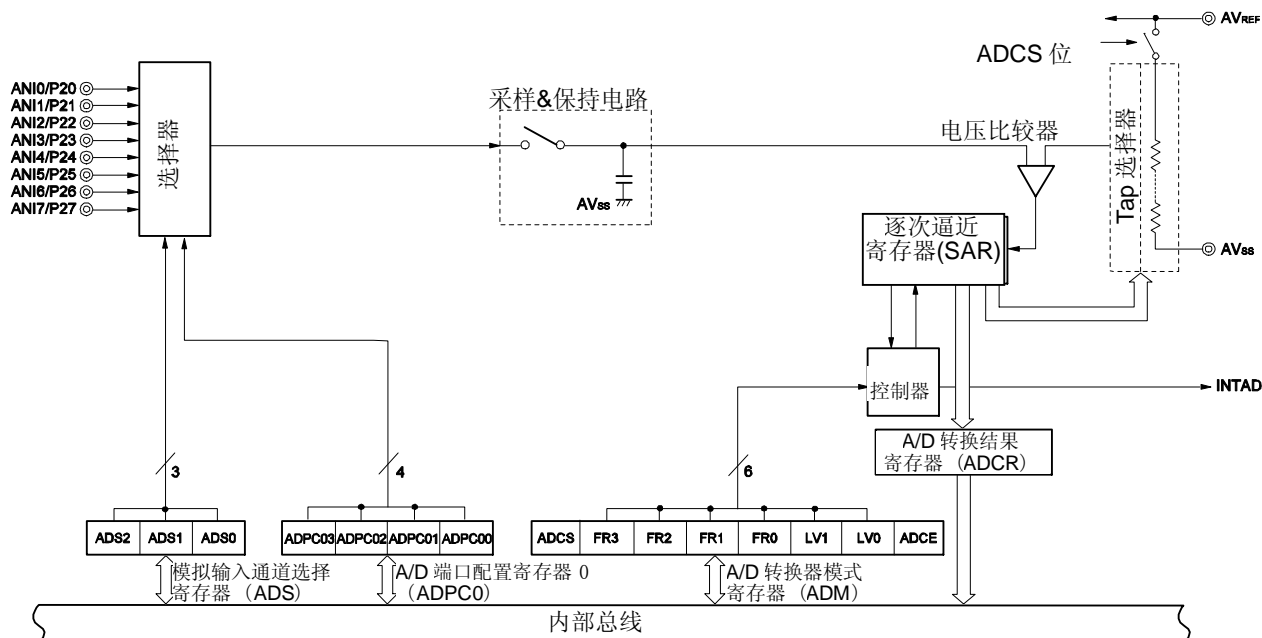 AVREF
ADCS 位
ANI0/P20
ANI1/P21
ANI2/P22
ANI3/P23
ANI4/P24
ANI5/P25
ANI6/P26
ANI7/P27
选择器
采样&保持电路
AVss
电压比较器
Tap 选择器
AVss
逐次逼近
寄存器(SAR)
控制器
INTAD
A/D 转换结果
寄存器（ADCR）
3
4
6
ADS2 ADS1 ADS0
ADPC03 ADPC02 ADPC01 ADPC00
ADCS FR3 FR2 FR1 FR0 LV1 LV0 ADCE
模拟输入通道选择
寄存器（ADS）
A/D 端口配置寄存器 0
（ADPC0）
A/D 转换器模式
寄存器（ADM）
内部总线